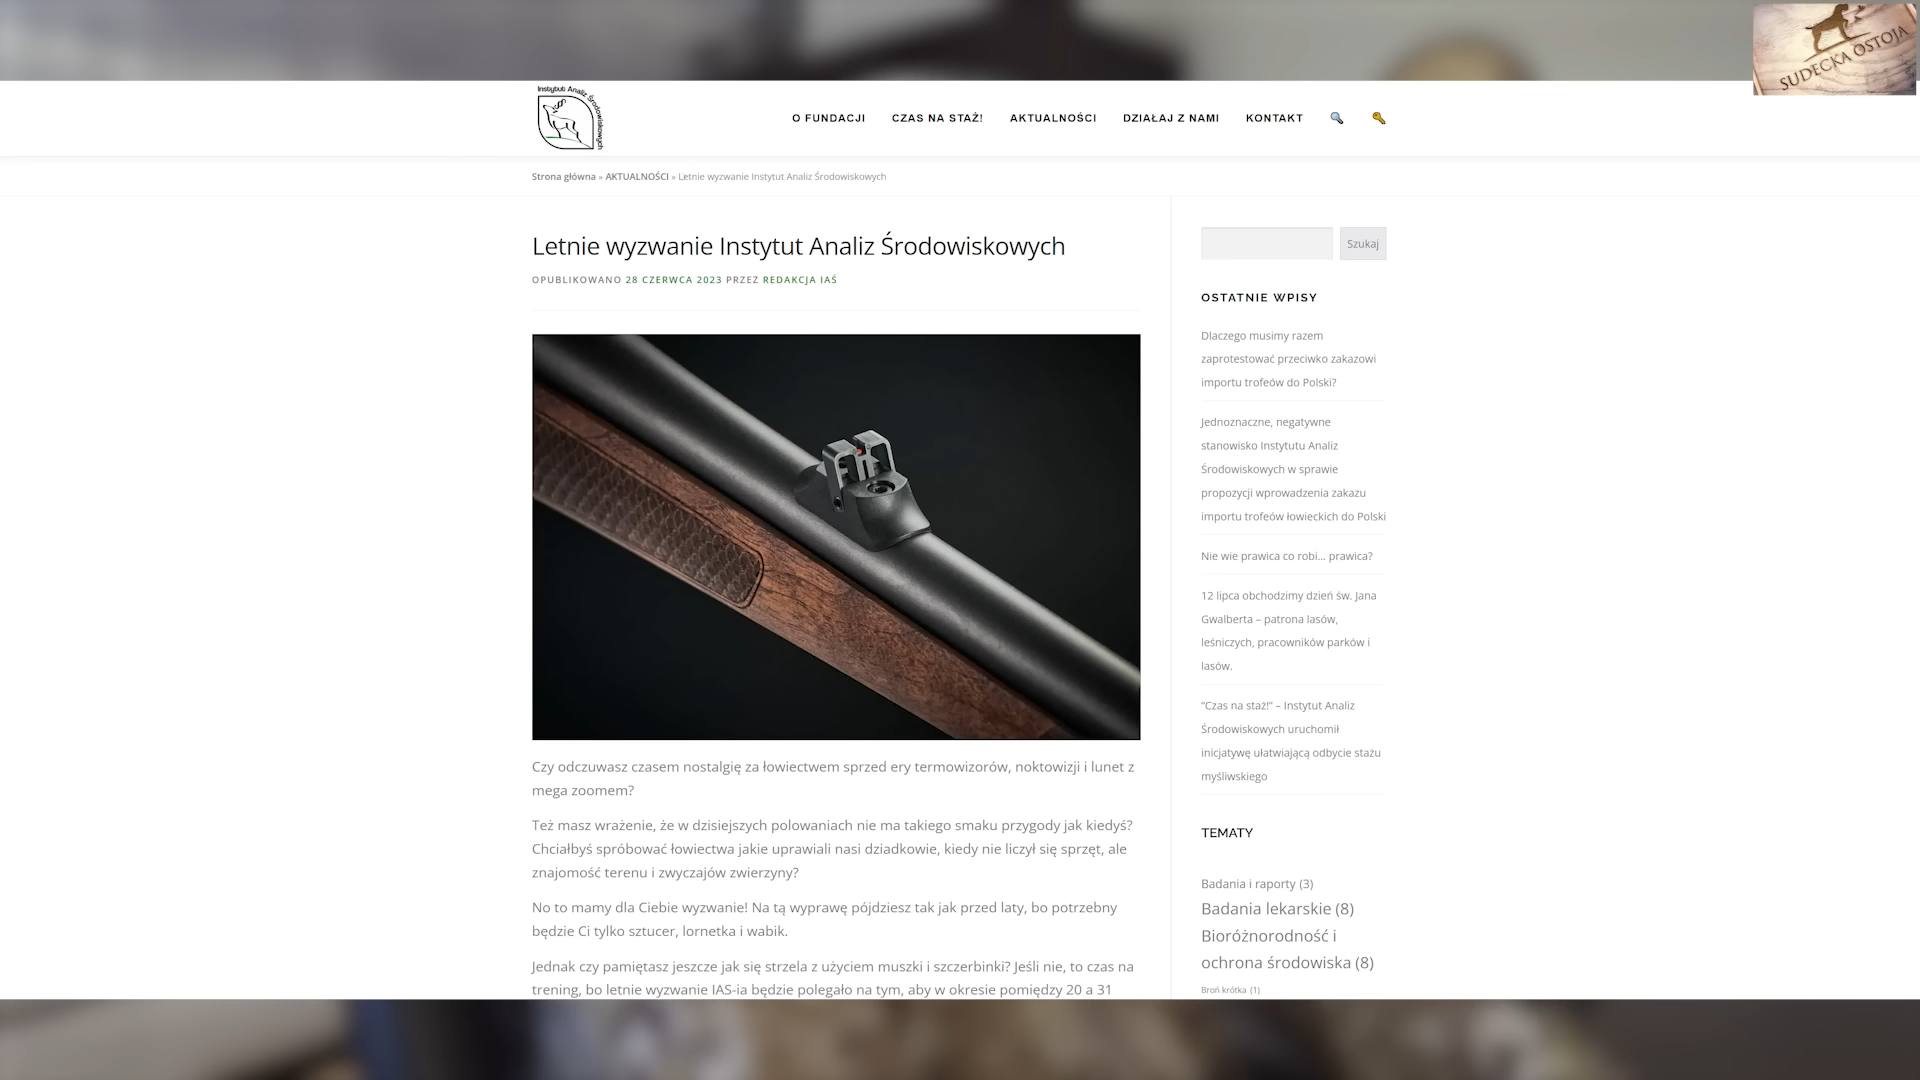 SUDECKA OSTOJA
Instytut Analiz Środowiskowych
O FUNDACJI
CZAS NA STAŻ!
AKTUALNOŚCI
DZIAŁAJ Z NAMI
KONTAKT
Strona główna » AKTUALNOŚCI » Letnie wyzwanie Instytut Analiz Środowiskowych
Letnie wyzwanie Instytut Analiz Środowiskowych
OPUBLIKOWANO 28 CZERWCA 2023 PRZEZ REDAKCJA IAŚ
Czy odczuwasz czasem nostalgię za łowiectwem sprzed ery termowizorów, noktowizji i lunet z
mega zoomem?
Też masz wrażenie, że w dzisiejszych polowaniach nie ma takiego smaku przygody jak kiedyś?
Chciałbyś spróbować łowiectwa jakie uprawiali nasi dziadkowie, kiedy nie liczył się sprzęt, ale
znajomość terenu i zwyczajów zwierzyny?
No to mamy dla Ciebie wyzwanie! Na tą wyprawę pójdziesz tak jak przed laty, bo potrzebny
będzie Ci tylko sztucer, lornetka i wabik.
Jednak czy pamiętasz jeszcze jak się strzela z użyciem muszki i szczerbinki? Jeśli nie, to czas na
trening, bo letnie wyzwanie IAS-ia będzie polegało na tym, aby w okresie pomiędzy 20 a 31
Szukaj
OSTATNIE WPISY
Dlaczego musimy razem
zaprotestować przeciwko zakazowi
importu trofeów do Polski?
Jednoznaczne, negatywne
stanowisko Instytutu Analiz
Środowiskowych w sprawie
propozycji wprowadzenia zakazu
importu trofeów łowieckich do Polski
Nie wie prawica co robi... prawica?
12 lipca obchodzimy dzień św. Jana
Gwalberta – patrona lasów,
leśniczych, pracowników parków i
lasów.
“Czas na staż!” – Instytut Analiz
Środowiskowych uruchomił
inicjatywę ułatwiającą odbycie stażu
myśliwskiego
TEMATY
Badania i raporty (3)
Badania lekarskie (8)
Bioróżnorodność i
ochrona środowiska (8)
Broń krótka (1)